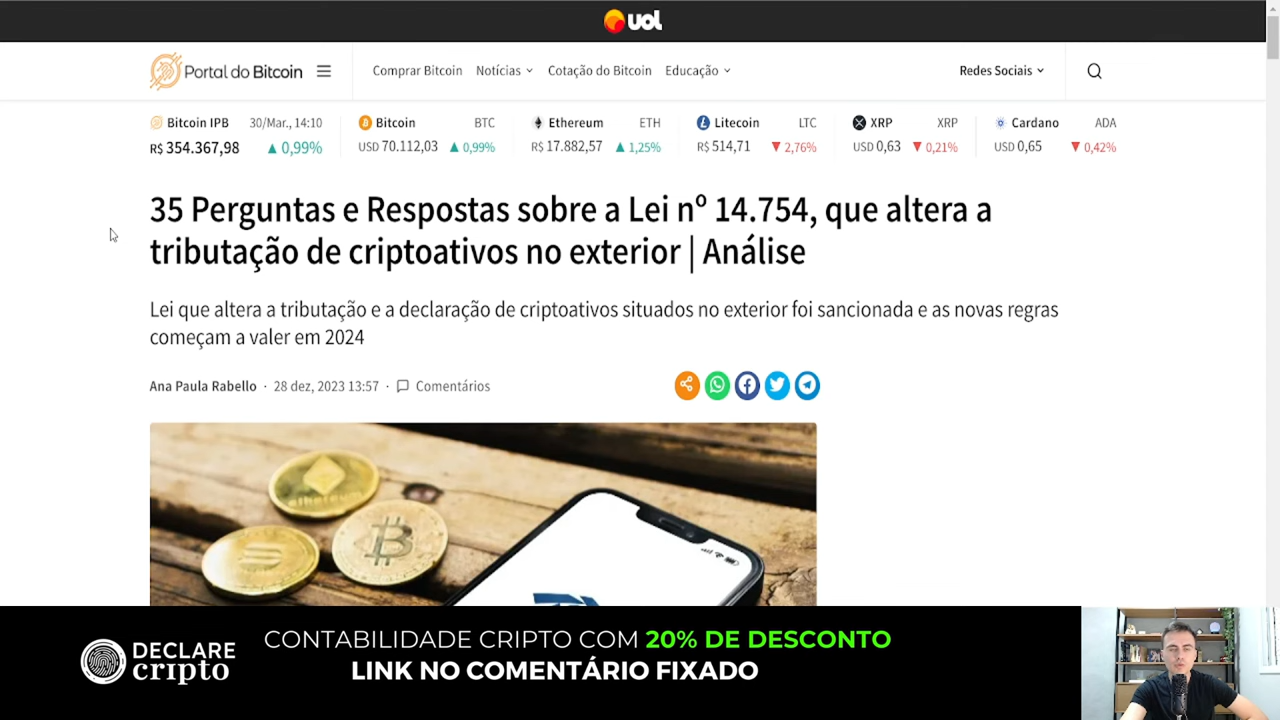 uol
Portal do Bitcoin
Comprar Bitcoin Notícias Cotação do Bitcoin Educação Redes Sociais
Bitcoin IPB 30/Mar., 14:10 Bitcoin BTC Ethereum ETH Litecoin LTC XRP XRP Cardano ADA
R$ 354.367,98 ▲ 0,99% USD 70.112,03 ▲ 0,99% R$ 17.882,57 ▲ 1,25% R$ 514,71 ▼ 2,76% USD 0,63 ▼ 0,21% USD 0,65 ▼ 0,42%
35 Perguntas e Respostas sobre a Lei nº 14.754, que altera a
tributação de criptoativos no exterior | Análise
Lei que altera a tributação e a declaração de criptoativos situados no exterior foi sancionada e as novas regras
começam a valer em 2024
Ana Paula Rabello · 28 dez, 2023 13:57 · Comentários
DECLARE
cripto
CONTABILIDADE CRIPTO COM 20% DE DESCONTO
LINK NO COMENTÁRIO FIXADO